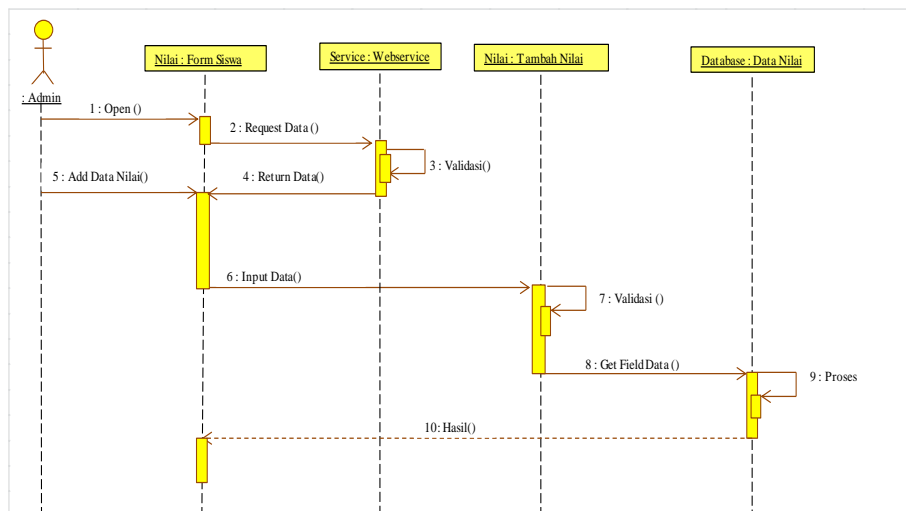 Nilai : Form Siswa
Service : Webservice
Nilai : Tambah Nilai
Database : Data Nilai
: Admin
1 : Open ()
2 : Request Data ()
3 : Validasi()
5 : Add Data Nilai()
4 : Return Data()
6 : Input Data()
7 : Validasi ()
8 : Get Field Data ()
9 : Proses
10: Hasil()